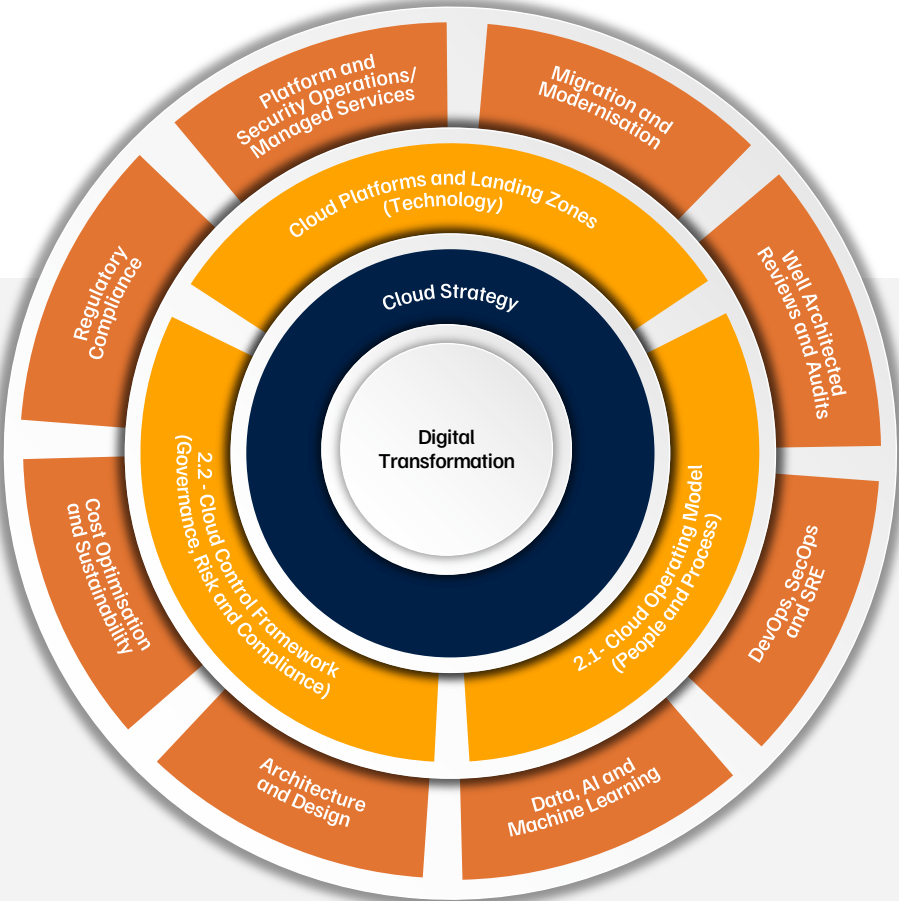 Platform and
Security Operations/
Managed Services
Migration and
Modernisation
Cloud Platforms and Landing Zones
(Technology)
Regulatory
Compliance
Well Architected
Reviews and Audits
Cloud Strategy
Digital
Transformation
2.2 - Cloud Control Framework
(Governance, Risk and Compliance)
2.1- Cloud Operating Model
(People and Process)
Cost Optimisation
and Sustainability
DevOps, SecOps
and SRE
Architecture
and Design
Data, AI and
Machine Learning